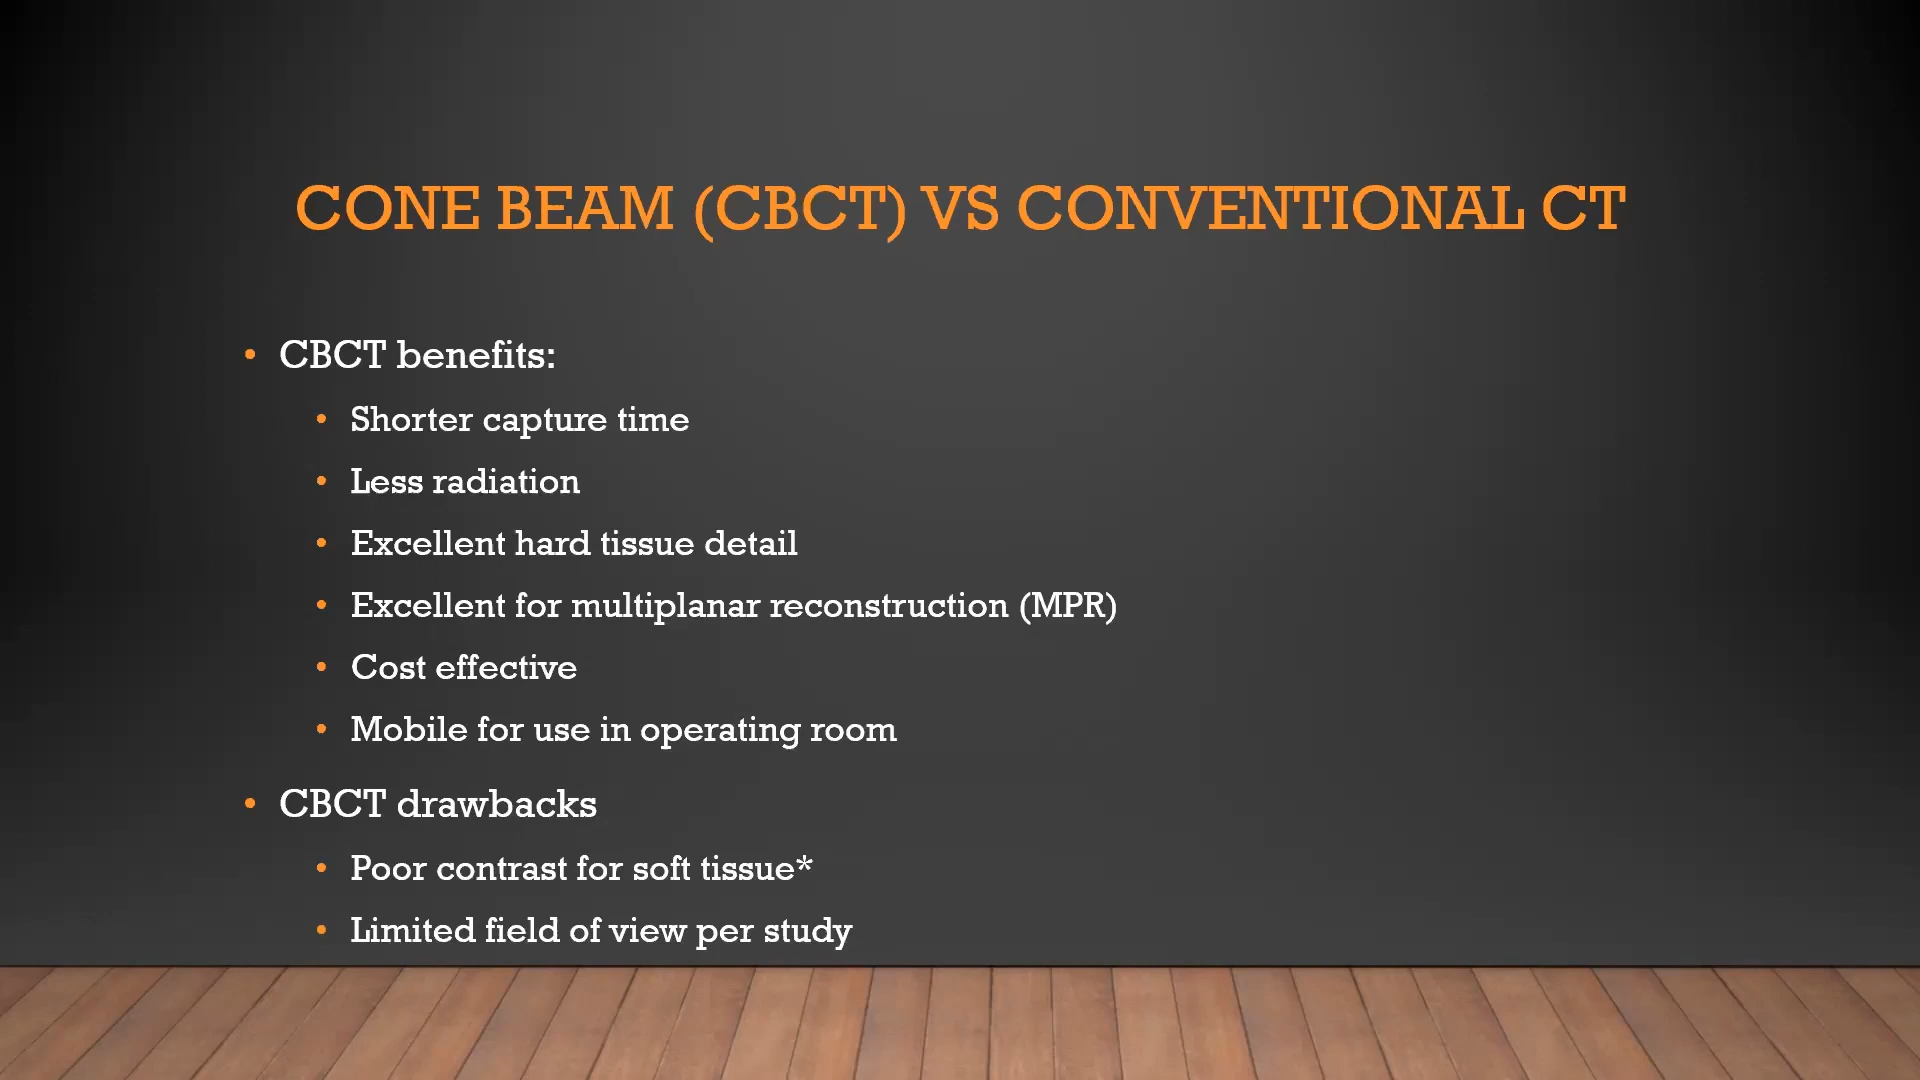 CONE BEAM (CBCT) VS CONVENTIONAL CT
• CBCT benefits:
• Shorter capture time
• Less radiation
• Excellent hard tissue detail
• Excellent for multiplanar reconstruction (MPR)
• Cost effective
• Mobile for use in operating room
• CBCT drawbacks
• Poor contrast for soft tissue*
• Limited field of view per study